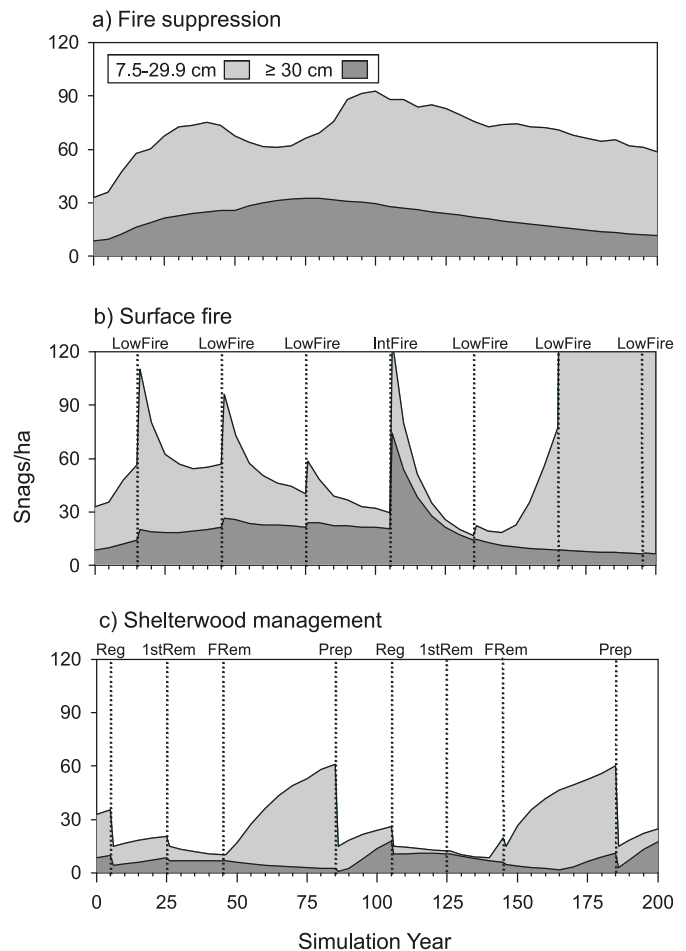 a) Fire suppression
120
7.5-29.9 cm ≥ 30 cm
90
60
30
0
b) Surface fire
LowFire LowFire LowFire IntFire LowFire LowFire LowFire
120
90
60
30
0
Snags/ha
c) Shelterwood management
Reg 1stRem FRem Prep Reg 1stRem FRem Prep
120
90
60
30
0
0 25 50 75 100 125 150 175 200
Simulation Year